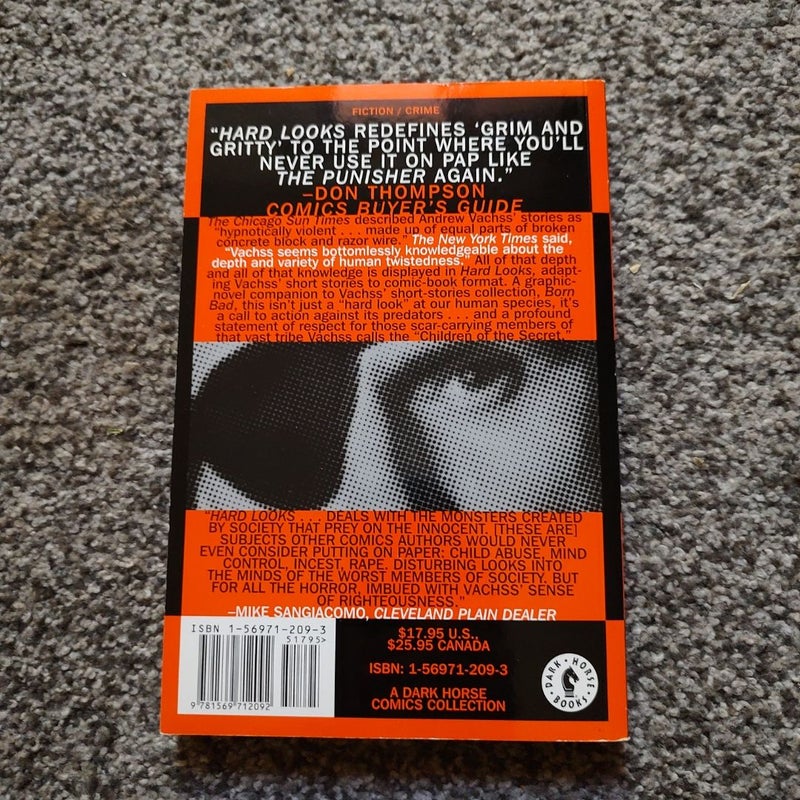 FICTION / CRIME
“HARD LOOKS REDEFINES ‘GRIM AND
GRITTY’ TO THE POINT WHERE YOU’LL
NEVER USE IT ON PAP LIKE
THE PUNISHER AGAIN.”
–DON THOMPSON
COMICS BUYER’S GUIDE
The Chicago Sun Times described Andrew Vachss’ stories as
“hypnotically violent . . . made up of equal parts of broken
concrete block and razor wire.” The New York Times said,
“Vachss seems bottomlessly knowledgeable about the
depth and variety of human twistedness.” All of that depth
and all of that knowledge is displayed in Hard Looks, adapt-
ing Vachss’ short stories to comic-book format. A graphic-
novel companion to Vachss’ short-stories collection, Born
Bad, this isn’t just a “hard look” at our human species, it’s
a call to action against its predators . . . and a profound
statement of respect for those scar-carrying members of
that vast tribe Vachss calls the “Children of the Secret.”
“HARD LOOKS . . . DEALS WITH THE MONSTERS CREATED
BY SOCIETY THAT PREY ON THE INNOCENT. [THESE ARE]
SUBJECTS OTHER COMICS AUTHORS WOULD NEVER
EVEN CONSIDER PUTTING ON PAPER: CHILD ABUSE, MIND
CONTROL, INCEST, RAPE. DISTURBING LOOKS INTO
THE MINDS OF THE WORST MEMBERS OF SOCIETY. BUT
FOR ALL THE HORROR, IMBUED WITH VACHSS’ SENSE
OF RIGHTEOUSNESS.”
–MIKE SANGIACOMO, CLEVELAND PLAIN DEALER
ISBN 1-56971-209-3
51795>
9 781569 712092
$17.95 U.S.,
$25.95 CANADA
ISBN: 1-56971-209-3
A DARK HORSE
COMICS COLLECTION
DARK HORSE BOOKS